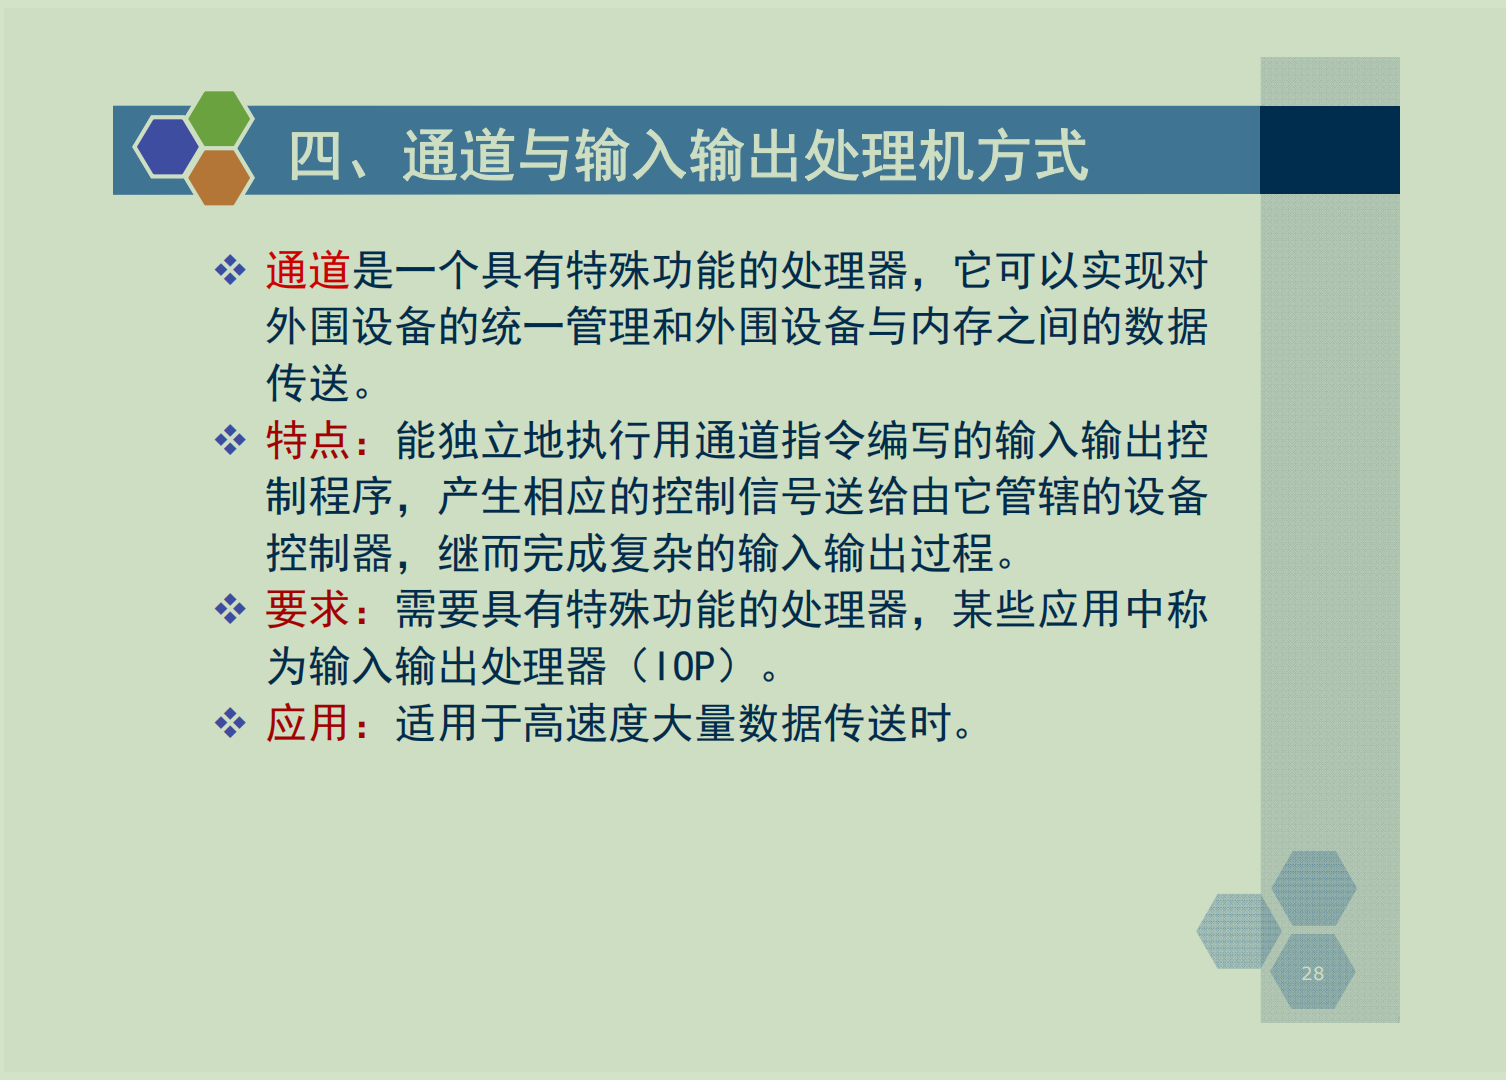 四、通道与输入输出处理机方式
通道是一个具有特殊功能的处理器，它可以实现对
外围设备的统一管理和外围设备与内存之间的数据
传送。
特点：能独立地执行用通道指令编写的输入输出控
制程序，产生相应的控制信号送给由它管辖的设备
控制器，继而完成复杂的输入输出过程。
要求：需要具有特殊功能的处理器，某些应用中称
为输入输出处理器（IOP）。
应用：适用于高速度大量数据传送时。
28